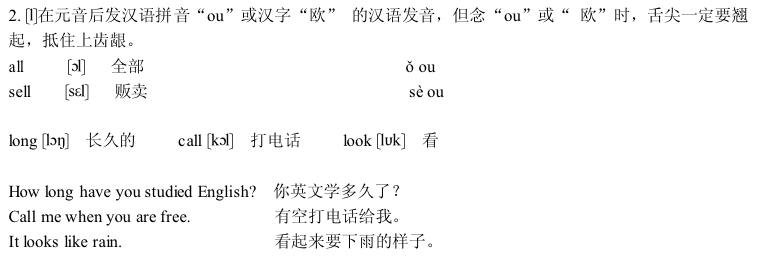 2. [l]在元音后发汉语拼音“ou”或汉字“欧” 的汉语发音，但念“ou”或“ 欧”时，舌尖一定要翘
起，抵住上齿龈。
all [ɔl] 全部 ǒ ou
sell [sɛl] 贩卖 sè ou
long [lɔŋ] 长久的 call [kɔl] 打电话 look [lʊk] 看
How long have you studied English? 你英文学多久了？
Call me when you are free. 有空打电话给我。
It looks like rain. 看起来要下雨的样子。